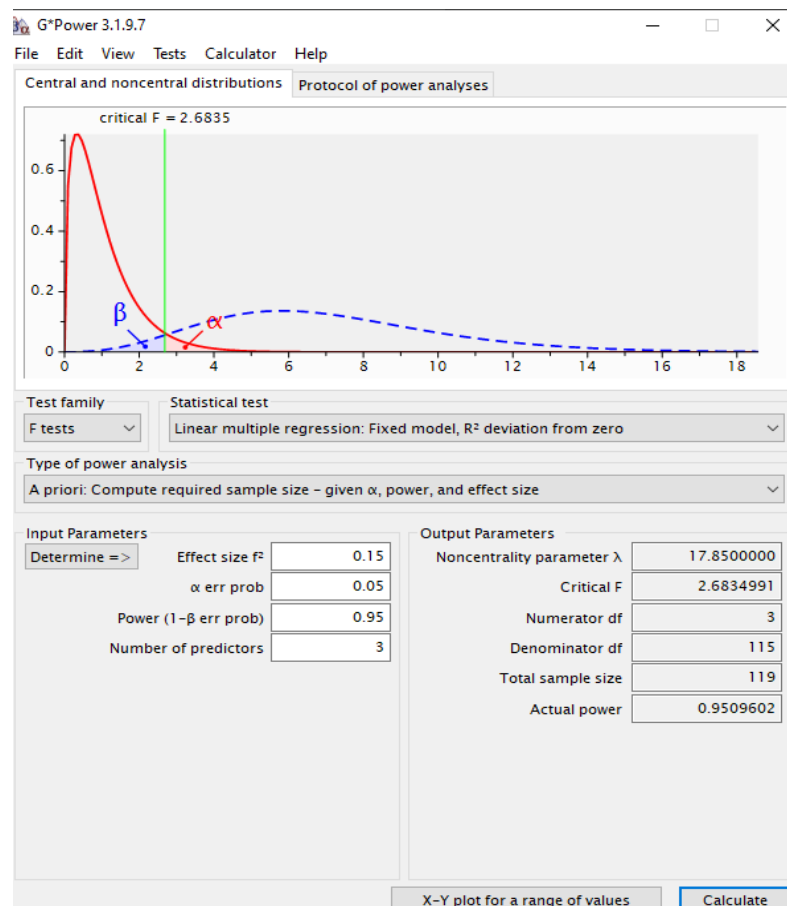 G*Power 3.1.9.7
File Edit View Tests Calculator Help
Central and noncentral distributions Protocol of power analyses
critical F = 2.6835
0.6
0.4
0.2
0
β α
0 2 4 6 8 10 12 14 16 18
Test family Statistical test
F tests Linear multiple regression: Fixed model, R² deviation from zero
Type of power analysis
A priori: Compute required sample size – given α, power, and effect size
Input Parameters Output Parameters
Determine => Effect size f² 0.15 Noncentrality parameter λ 17.8500000
α err prob 0.05 Critical F 2.6834991
Power (1-β err prob) 0.95 Numerator df 3
Number of predictors 3 Denominator df 115
Total sample size 119
Actual power 0.9509602
X-Y plot for a range of values Calculate